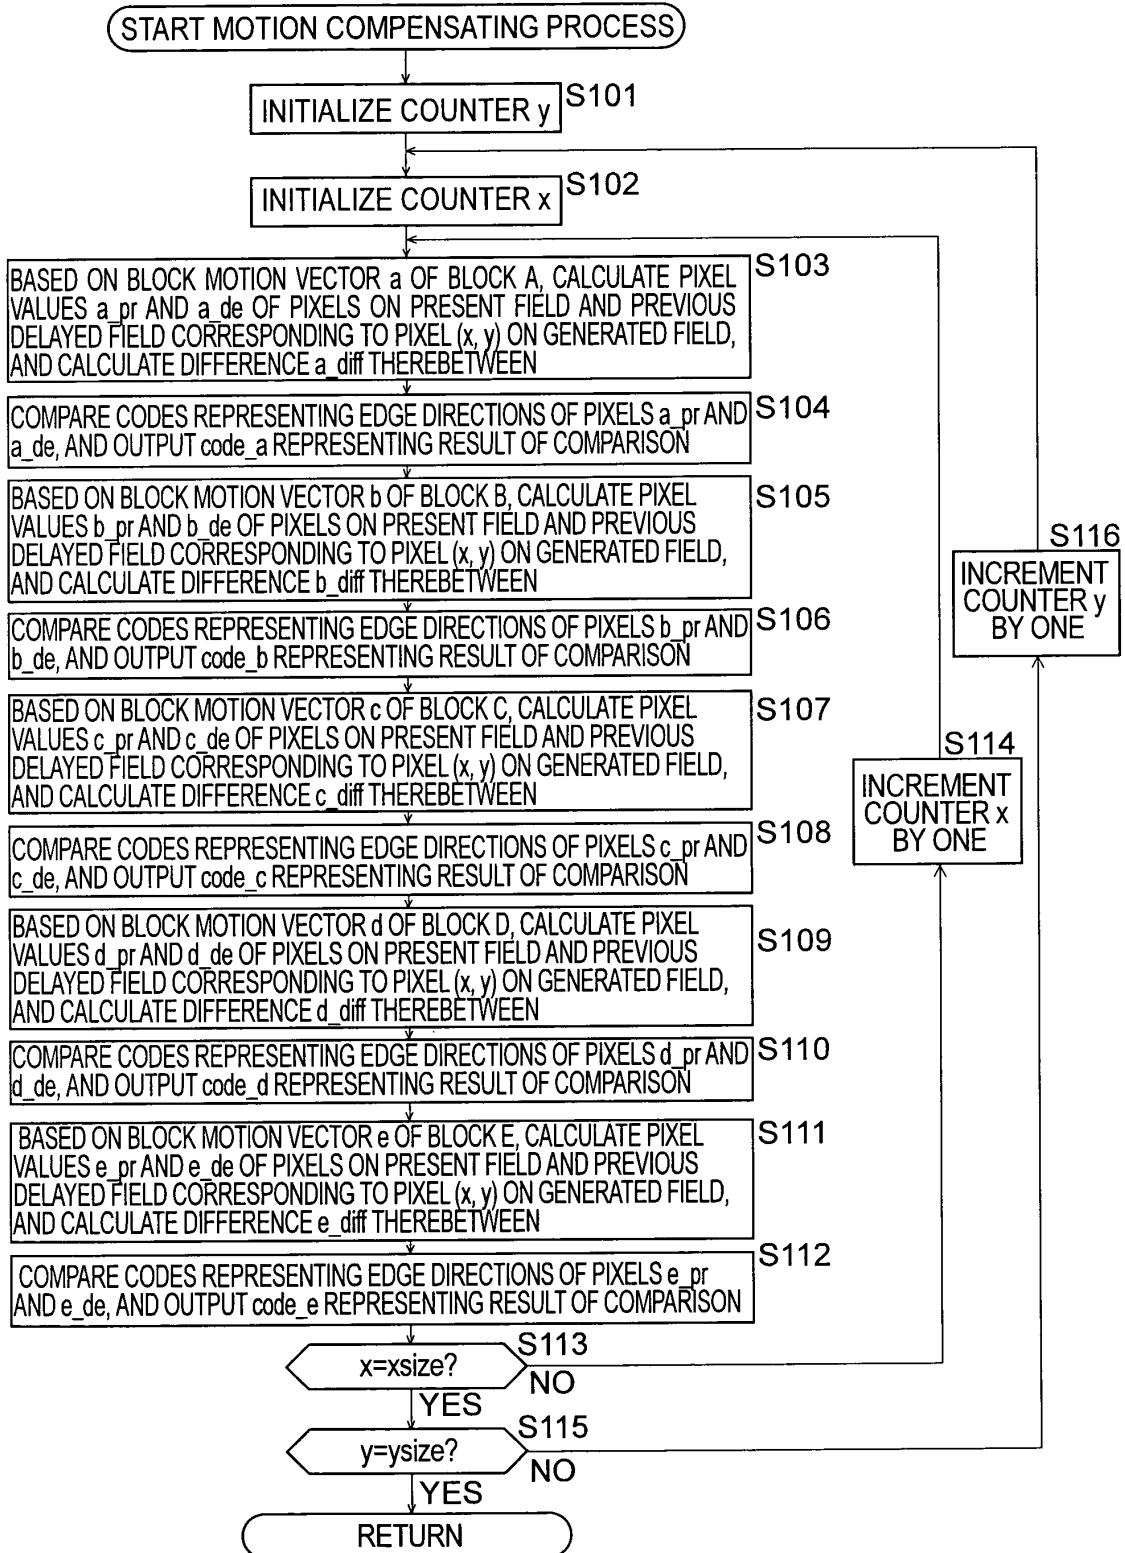 START MOTION COMPENSATING PROCESS
INITIALIZE COUNTER y
S101
INITIALIZE COUNTER x
S102
BASED ON BLOCK MOTION VECTOR a OF BLOCK A, CALCULATE PIXEL
VALUES a_pr AND a_de OF PIXELS ON PRESENT FIELD AND PREVIOUS
DELAYED FIELD CORRESPONDING TO PIXEL (x, y) ON GENERATED FIELD,
AND CALCULATE DIFFERENCE a_diff THEREBETWEEN
S103
COMPARE CODES REPRESENTING EDGE DIRECTIONS OF PIXELS a_pr AND
a_de, AND OUTPUT code_a REPRESENTING RESULT OF COMPARISON
S104
BASED ON BLOCK MOTION VECTOR b OF BLOCK B, CALCULATE PIXEL
VALUES b_pr AND b_de OF PIXELS ON PRESENT FIELD AND PREVIOUS
DELAYED FIELD CORRESPONDING TO PIXEL (x, y) ON GENERATED FIELD,
AND CALCULATE DIFFERENCE b_diff THEREBETWEEN
S105
COMPARE CODES REPRESENTING EDGE DIRECTIONS OF PIXELS b_pr AND
b_de, AND OUTPUT code_b REPRESENTING RESULT OF COMPARISON
S106
BASED ON BLOCK MOTION VECTOR c OF BLOCK C, CALCULATE PIXEL
VALUES c_pr AND c_de OF PIXELS ON PRESENT FIELD AND PREVIOUS
DELAYED FIELD CORRESPONDING TO PIXEL (x, y) ON GENERATED FIELD,
AND CALCULATE DIFFERENCE c_diff THEREBETWEEN
S107
COMPARE CODES REPRESENTING EDGE DIRECTIONS OF PIXELS c_pr AND
c_de, AND OUTPUT code_c REPRESENTING RESULT OF COMPARISON
S108
BASED ON BLOCK MOTION VECTOR d OF BLOCK D, CALCULATE PIXEL
VALUES d_pr AND d_de OF PIXELS ON PRESENT FIELD AND PREVIOUS
DELAYED FIELD CORRESPONDING TO PIXEL (x, y) ON GENERATED FIELD,
AND CALCULATE DIFFERENCE d_diff THEREBETWEEN
S109
COMPARE CODES REPRESENTING EDGE DIRECTIONS OF PIXELS d_pr AND
d_de, AND OUTPUT code_d REPRESENTING RESULT OF COMPARISON
S110
BASED ON BLOCK MOTION VECTOR e OF BLOCK E, CALCULATE PIXEL
VALUES e_pr AND e_de OF PIXELS ON PRESENT FIELD AND PREVIOUS
DELAYED FIELD CORRESPONDING TO PIXEL (x, y) ON GENERATED FIELD,
AND CALCULATE DIFFERENCE e_diff THEREBETWEEN
S111
COMPARE CODES REPRESENTING EDGE DIRECTIONS OF PIXELS e_pr
AND e_de, AND OUTPUT code_e REPRESENTING RESULT OF COMPARISON
S112
x=xsize?
S113
NO
YES
S114
INCREMENT
COUNTER x
BY ONE
y=ysize?
S115
NO
YES
S116
INCREMENT
COUNTER y
BY ONE
RETURN